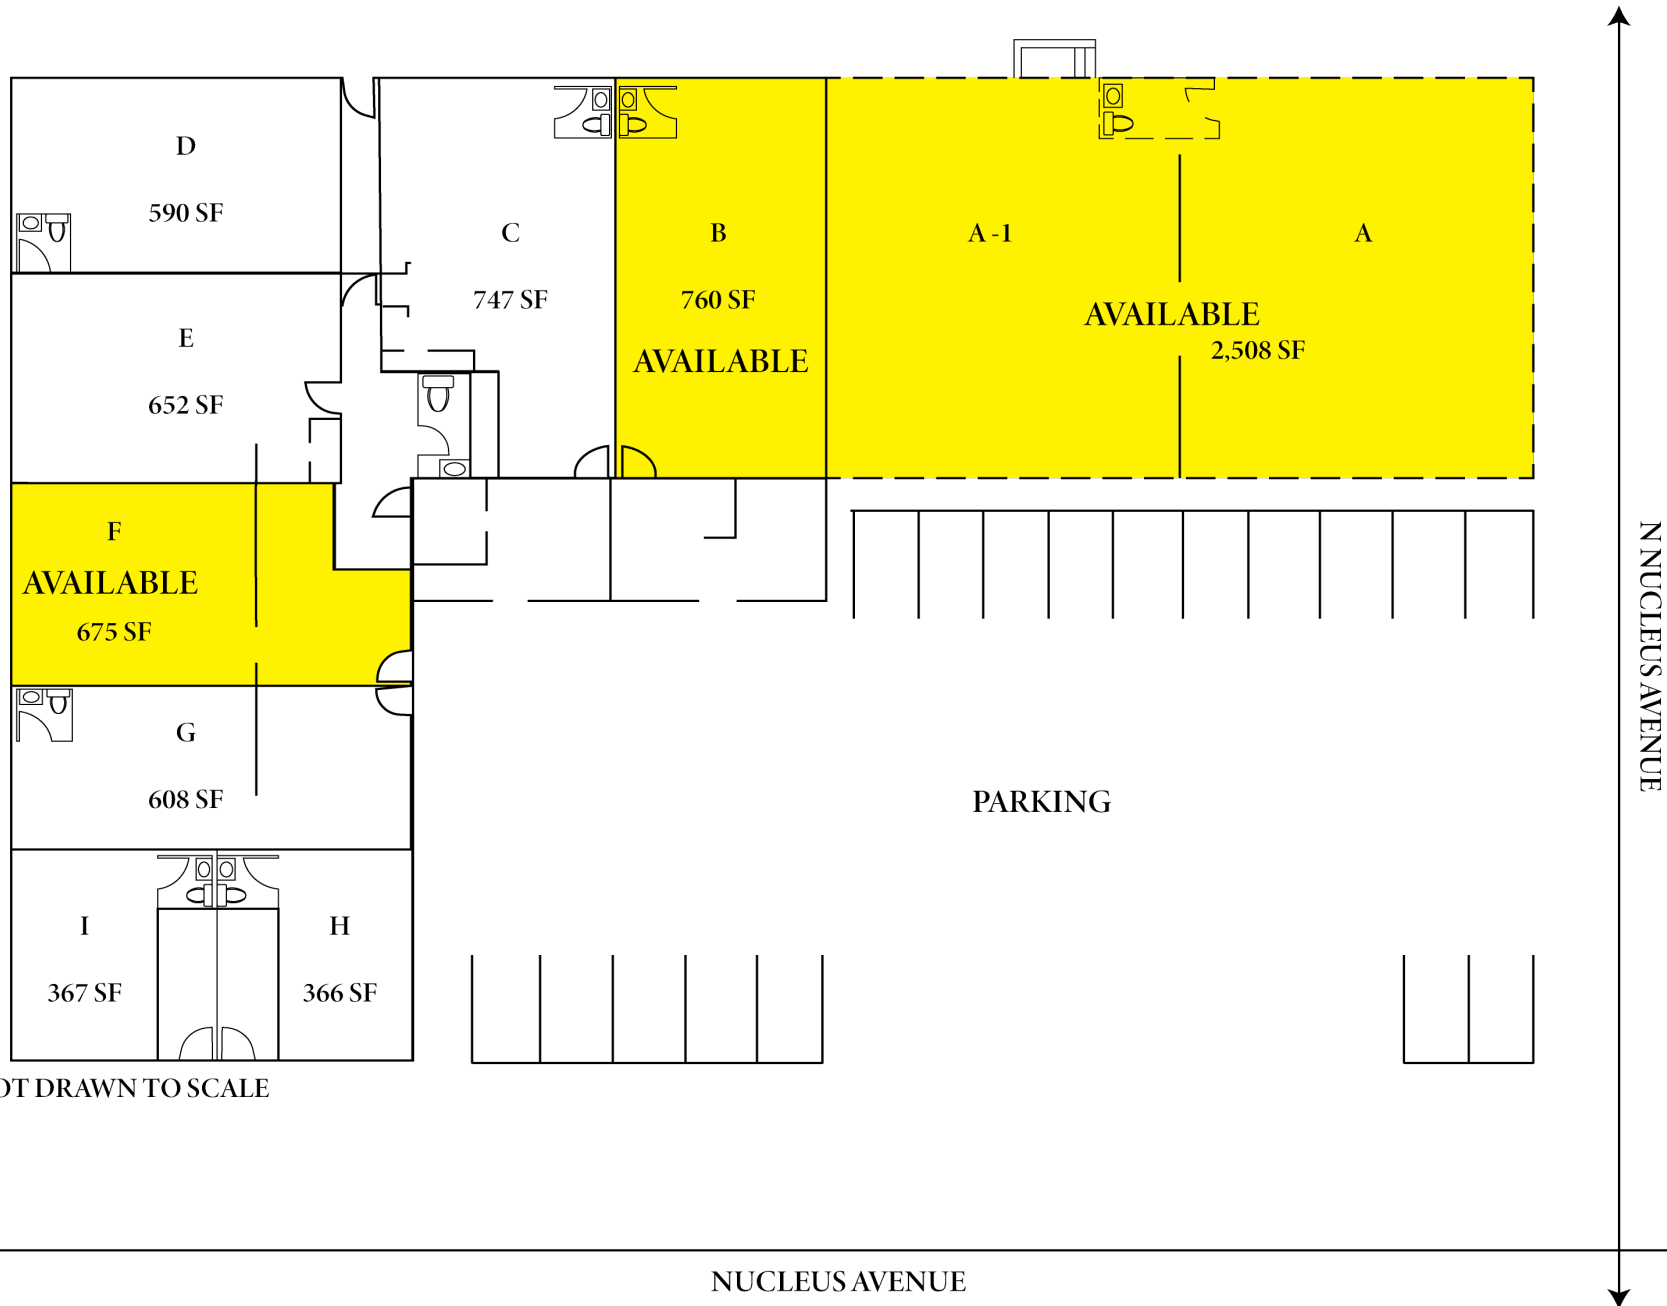 D
590 SF
C
747 SF
B
760 SF
AVAILABLE
A -1
A
AVAILABLE
2,508 SF
E
652 SF
F
AVAILABLE
675 SF
G
608 SF
I
367 SF
H
366 SF
PARKING
N NUCLEUS AVENUE
OT DRAWN TO SCALE
NUCLEUS AVENUE